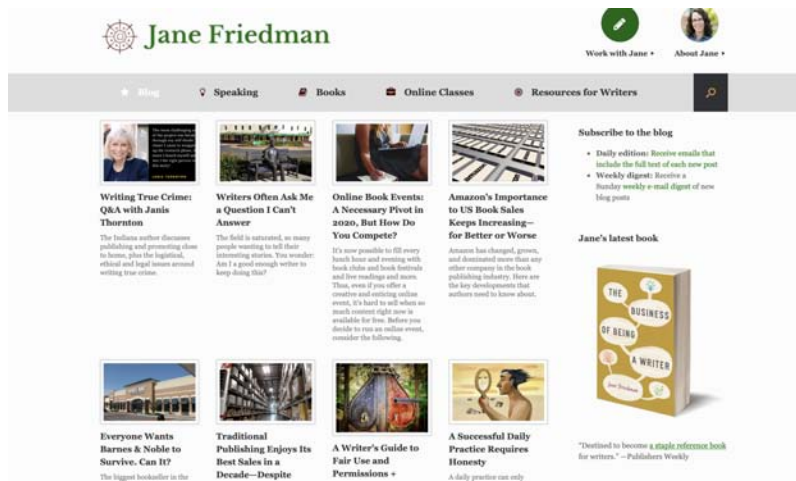 Jane Friedman
Work with Jane ▸
About Jane ▸
Blog
Speaking
Books
Online Classes
Resources for Writers
Writing True Crime:
Q&A with Janis
Thornton
The Indiana author discusses
publishing and promoting close
to home, plus the logistical,
ethical and legal issues around
writing true crime.
Writers Often Ask Me
a Question I Can't
Answer
The field is saturated, so many
people wanting to tell their
interesting stories. You wonder:
Am I a good enough writer to
keep doing this?
Online Book Events:
A Necessary Pivot in
2020, But How Do
You Compete?
It's now possible to fill every
lunch hour and evening with
book clubs and book festivals
and live readings and more.
Thus, even if you offer a
creative and enticing online
event, it's hard to sell when so
much content right now is
available for free. Before you
decide to run an online event,
consider the following.
Amazon's Importance
to US Book Sales
Keeps Increasing—
for Better or Worse
Amazon has changed, grown,
and dominated more than any
other company in the book
publishing industry. Here are
the key developments that
authors need to know about.
Everyone Wants
Barnes & Noble to
Survive. Can It?
The biggest bookseller in the
Traditional
Publishing Enjoys Its
Best Sales in a
Decade—Despite
A Writer's Guide to
Fair Use and
Permissions +
A Successful Daily
Practice Requires
Honesty
A daily practice can only
Subscribe to the blog
• Daily edition: Receive emails that
include the full text of each new post
• Weekly digest: Receive a
Sunday weekly e-mail digest of new
blog posts
Jane's latest book
THE
BUSINESS
OF BEING
A WRITER
Jane Friedman
"Destined to become a staple reference book
for writers." —Publishers Weekly